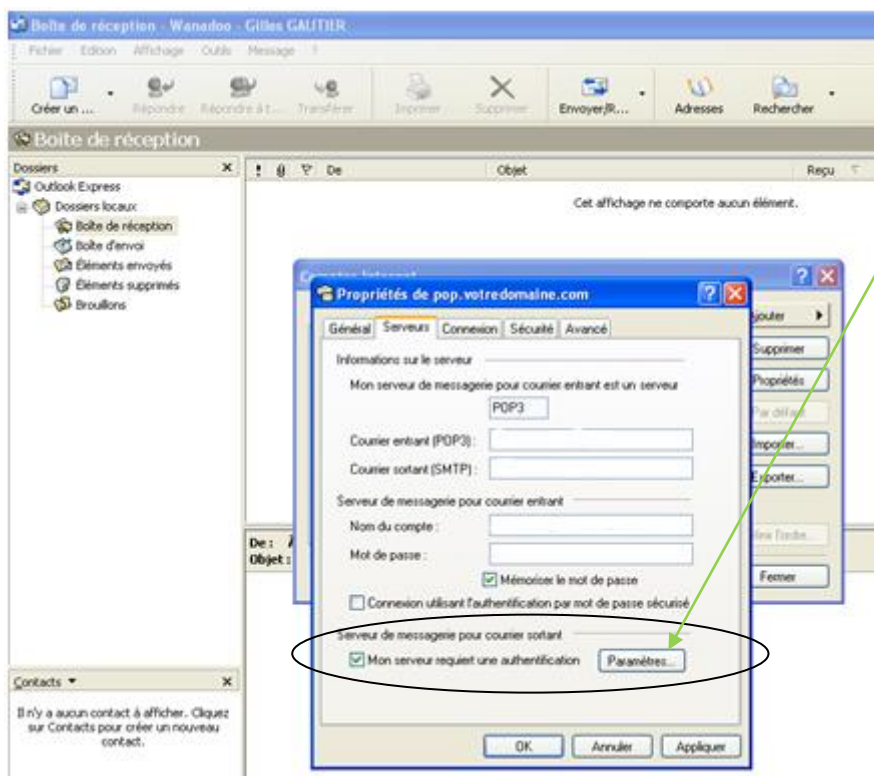 Boîte de réception - Wanadoo - Gilles GAUTIER
Fichier Edition Affichage Outils Message ?
Créer un ... Répondre Répondre à t... Transférer Imprimer Supprimer Envoyer/R... Adresses Rechercher
Boîte de réception
Dossiers x
Outlook Express
Dossiers locaux
Boîte de réception
Boîte d'envoi
Éléments envoyés
Éléments supprimés
Brouillons
! De Objet Reçu
Cet affichage ne comporte aucun élément.
De :
Objet :
Comptes Internet
Ajouter
Supprimer
Propriétés
Par défaut
Importer...
Exporter...
Fermer
Propriétés de pop.votredomaine.com
Général Serveurs Connexion Sécurité Avancé
Informations sur le serveur
Mon serveur de messagerie pour courrier entrant est un serveur
POP3
Courrier entrant (POP3) :
Courrier sortant (SMTP) :
Serveur de messagerie pour courrier entrant
Nom du compte :
Mot de passe :
Mémoriser le mot de passe
Connexion utilisant l'authentification par mot de passe sécurisé
Serveur de messagerie pour courrier sortant
Mon serveur requiert une authentification Paramètres...
OK Annuler Appliquer
Contacts x
Il n'y a aucun contact à afficher. Cliquez
sur Contacts pour créer un nouveau
contact.